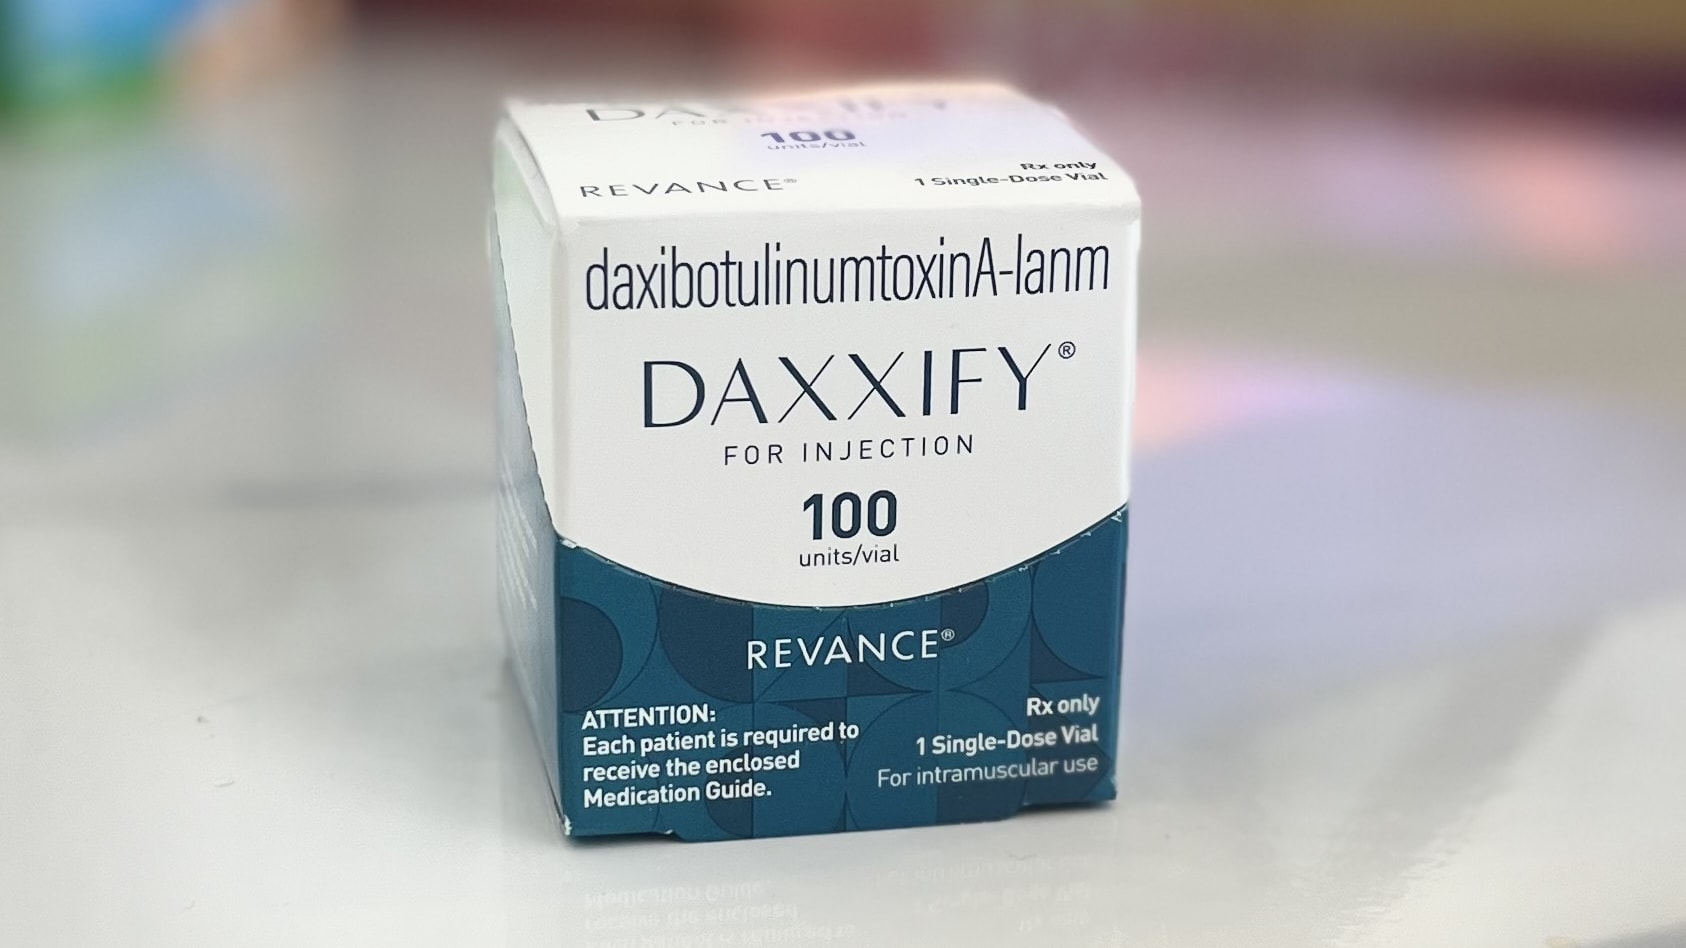 DAXXIFY
FOR INJECTION
100
units/vial
REVANCE®
Rx only
1 Single-Dose Vial
daxibotulinumtoxinA-lanm
DAXXIFY®
FOR INJECTION
100
units/vial
REVANCE®
ATTENTION:
Each patient is required to
receive the enclosed
Medication Guide.
Rx only
1 Single-Dose Vial
For intramuscular use